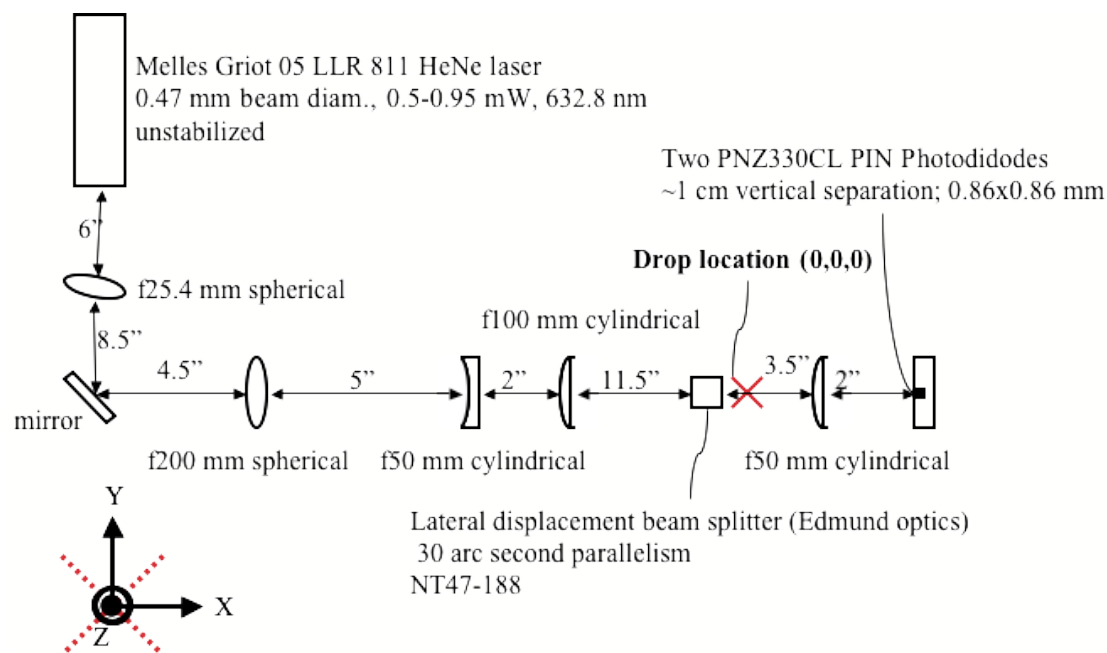 Melles Griot 05 LLR 811 HeNe laser
0.47 mm beam diam., 0.5-0.95 mW, 632.8 nm
unstabilized
Two PNZ330CL PIN Photodidodes
~1 cm vertical separation; 0.86x0.86 mm
6”
Drop location (0,0,0)
f25.4 mm spherical
f100 mm cylindrical
8.5”
4.5”
5”
2”
11.5”
3.5”
2”
mirror
f200 mm spherical
f50 mm cylindrical
f50 mm cylindrical
Y
Lateral displacement beam splitter (Edmund optics)
30 arc second parallelism
NT47-188
X
Z